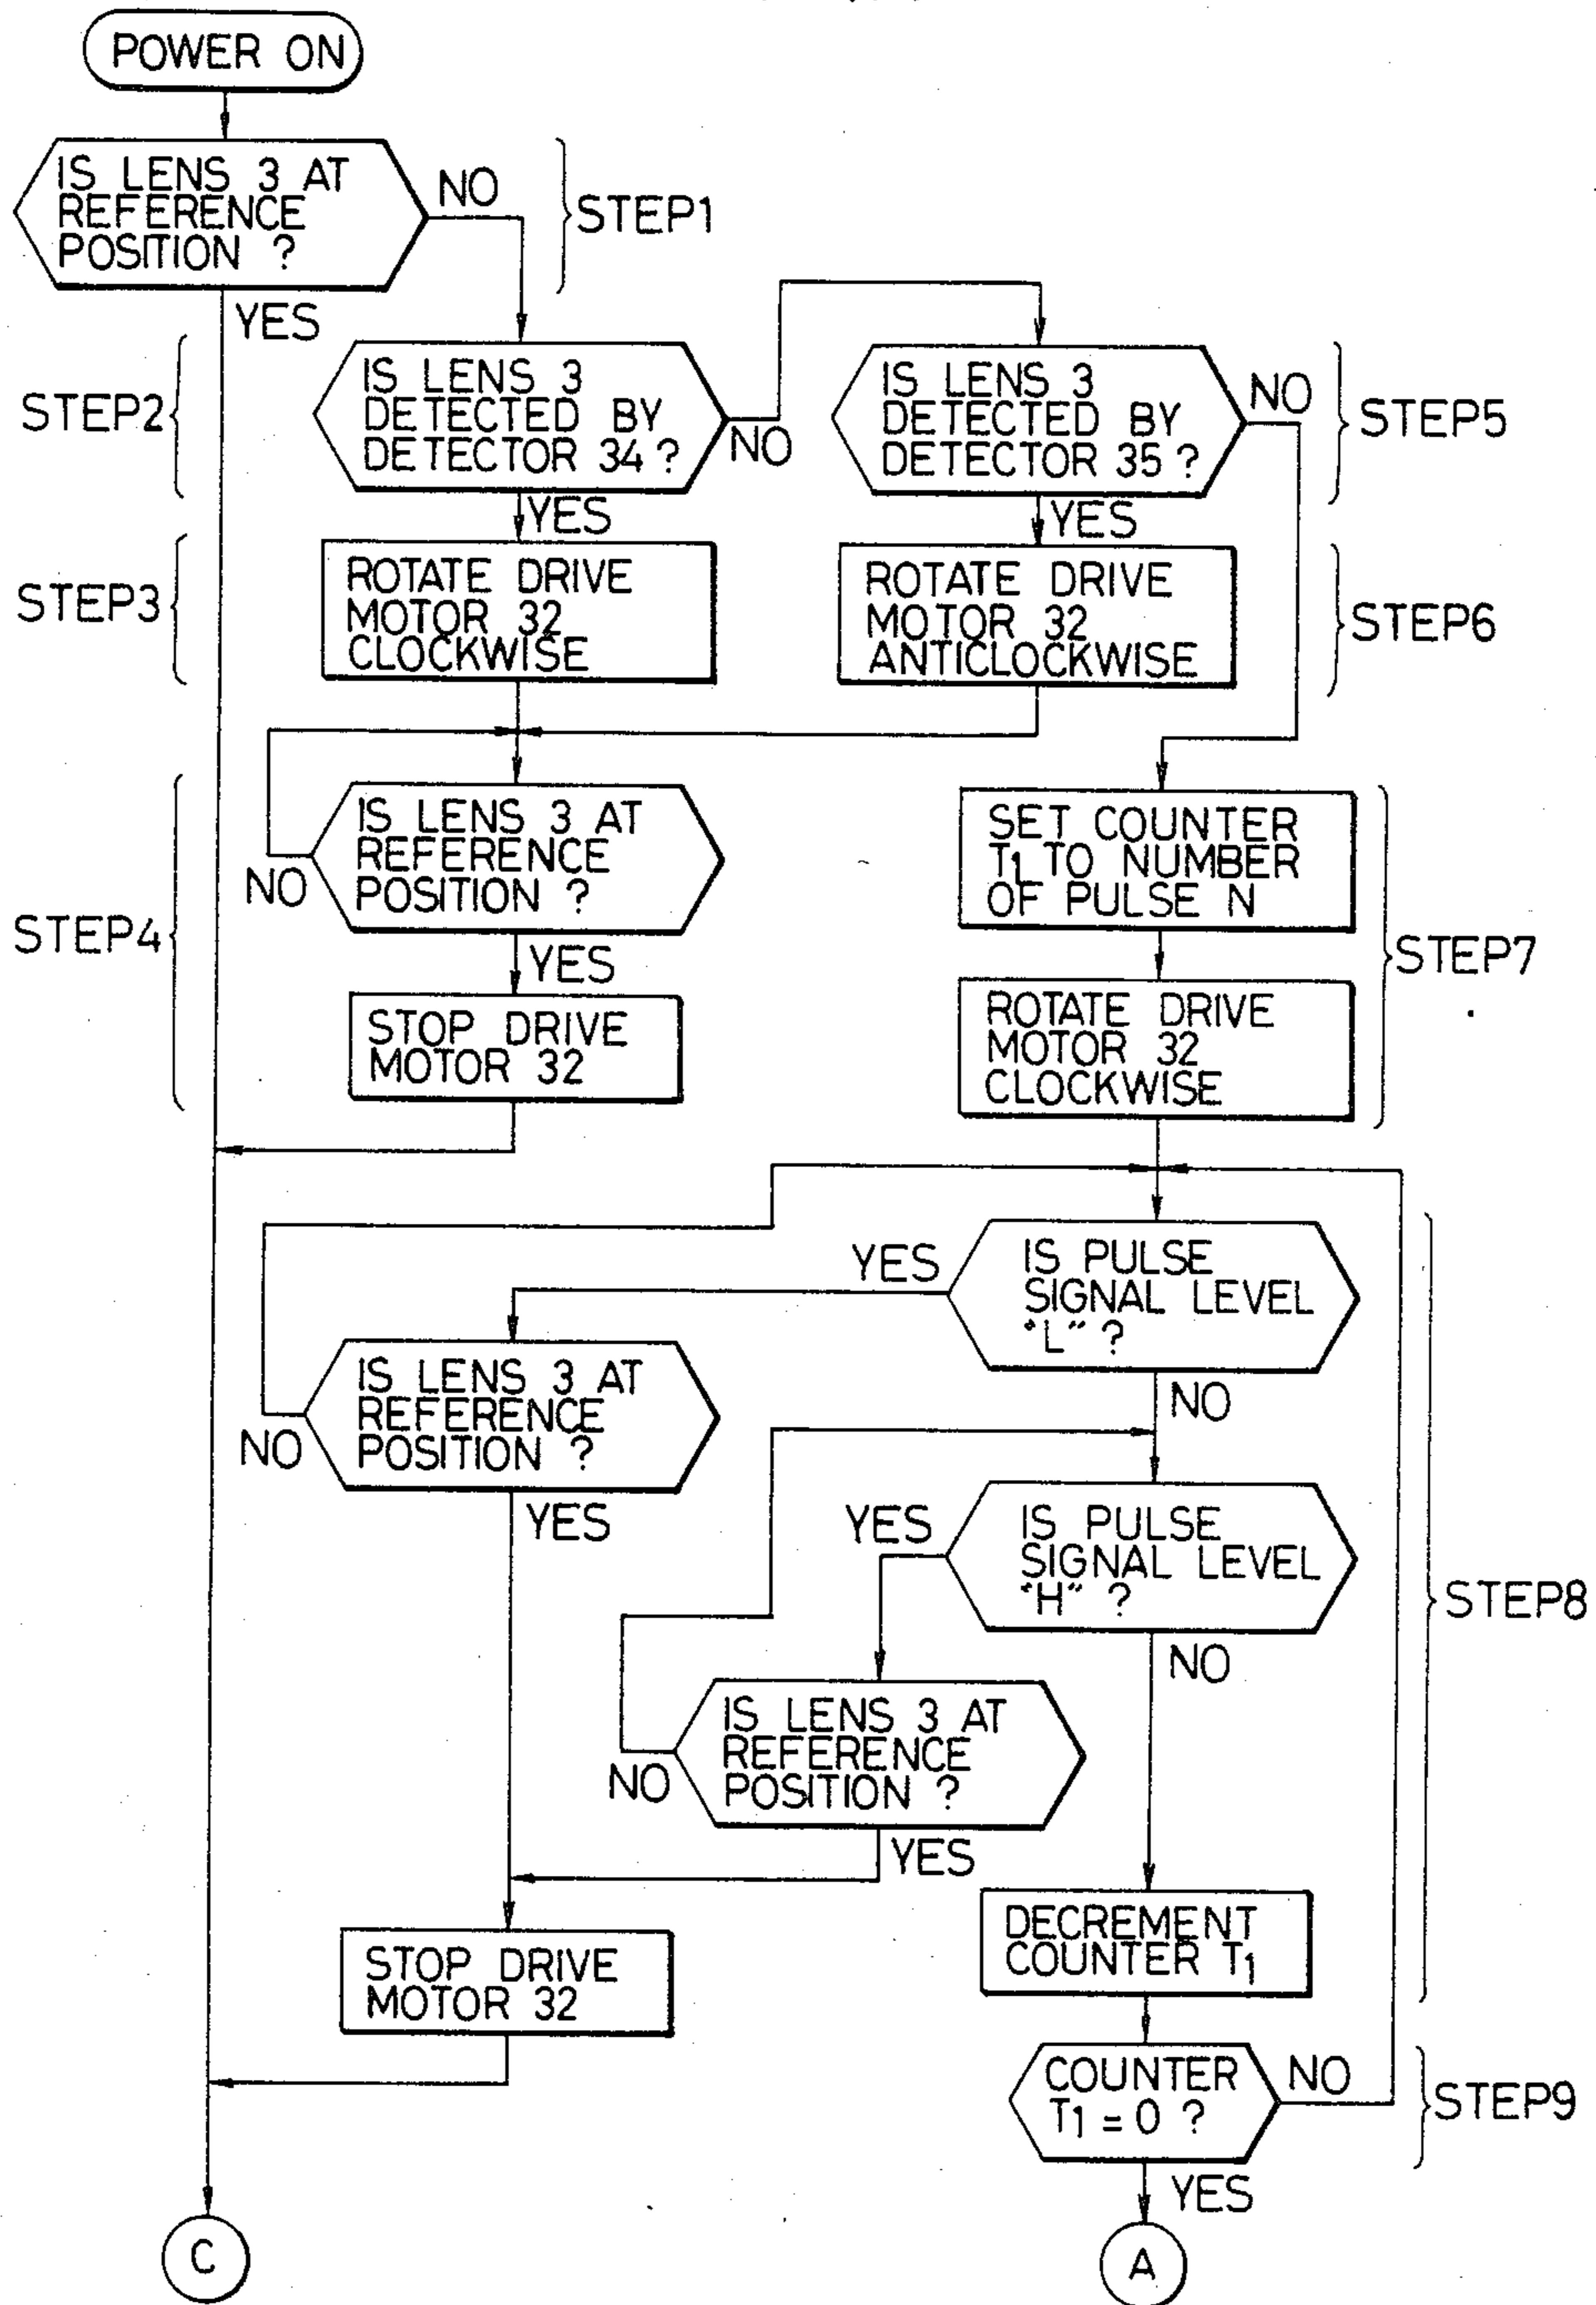 POWER ON
IS LENS 3 AT
REFERENCE
POSITION ?
NO
STEP1
YES
STEP2
IS LENS 3
DETECTED BY
DETECTOR 34 ?
NO
IS LENS 3
DETECTED BY
DETECTOR 35 ?
NO
STEP5
YES
YES
STEP3
ROTATE DRIVE
MOTOR 32
CLOCKWISE
ROTATE DRIVE
MOTOR 32
ANTICLOCKWISE
STEP6
STEP4
IS LENS 3 AT
REFERENCE
POSITION ?
NO
YES
STOP DRIVE
MOTOR 32
SET COUNTER
T1 TO NUMBER
OF PULSE N
STEP7
ROTATE DRIVE
MOTOR 32
CLOCKWISE
YES
IS PULSE
SIGNAL LEVEL
"L" ?
NO
IS LENS 3 AT
REFERENCE
POSITION ?
NO
YES
YES
IS PULSE
SIGNAL LEVEL
"H" ?
NO
STEP8
IS LENS 3 AT
REFERENCE
POSITION ?
NO
YES
DECREMENT
COUNTER T1
STOP DRIVE
MOTOR 32
COUNTER
T1 = 0 ?
NO
STEP9
YES
C
A